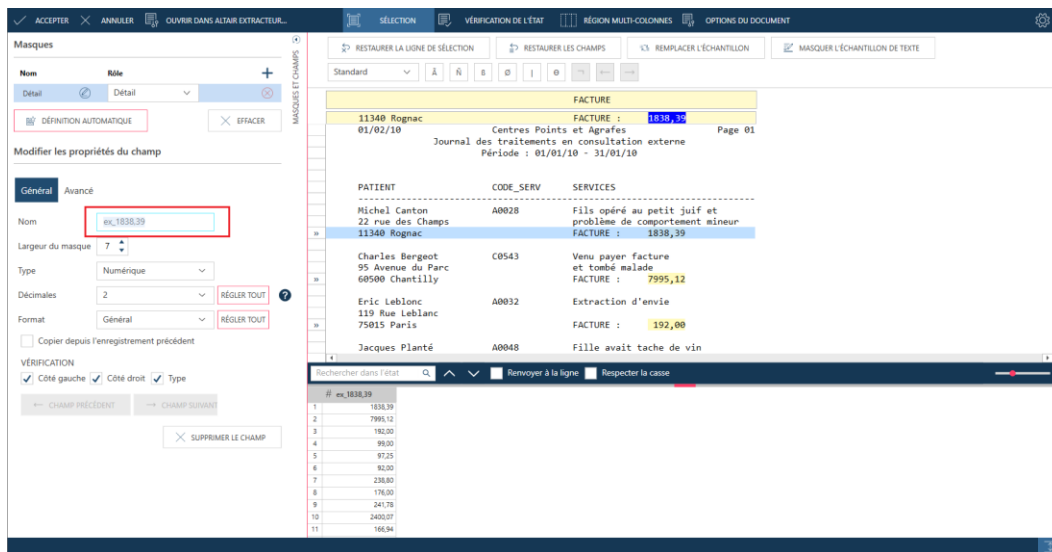 ACCEPTER ANNULER OUVRIR DANS ALTAIR EXTRACTEUR... SÉLECTION VÉRIFICATION DE L'ÉTAT RÉGION MULTI-COLONNES OPTIONS DU DOCUMENT
Masques
Nom Rôle
Détail Détail
DÉFINITION AUTOMATIQUE EFFACER
Modifier les propriétés du champ
Général Avancé
Nom ex_1838,39
Largeur du masque 7
Type Numérique
Décimales 2 RÉGLER TOUT
Format Général RÉGLER TOUT
Copier depuis l'enregistrement précédent
VÉRIFICATION
Côté gauche Côté droit Type
CHAMP PRÉCÉDENT CHAMP SUIVANT
SUPPRIMER LE CHAMP
MASQUES ET CHAMPS
RESTAURER LA LIGNE DE SÉLECTION RESTAURER LES CHAMPS REMPLACER L'ÉCHANTILLON MASQUER L'ÉCHANTILLON DE TEXTE
Standard Ã Ñ ß Ø | ¬ ← →
FACTURE
11340 Rognac FACTURE : 1838,39
01/02/10 Centres Points et Agrafes Page 01
Journal des traitements en consultation externe
Période : 01/01/10 - 31/01/10
PATIENT CODE_SERV SERVICES
Michel Canton A0028 Fils opéré au petit juif et
22 rue des Champs problème de comportement mineur
11340 Rognac FACTURE : 1838,39
Charles Bergeot C0543 Venu payer facture
95 Avenue du Parc et tombé malade
60500 Chantilly FACTURE : 7995,12
Eric Leblonc A0032 Extraction d'envie
119 Rue Leblanc
75015 Paris FACTURE : 192,00
Jacques Planté A0048 Fille avait tache de vin
Rechercher dans l'état Renvoyer à la ligne Respecter la casse
# ex_1838,39
1 1838,39
2 7995,12
3 192,00
4 99,00
5 97,25
6 92,00
7 238,80
8 176,00
9 241,78
10 2400,07
11 166,94